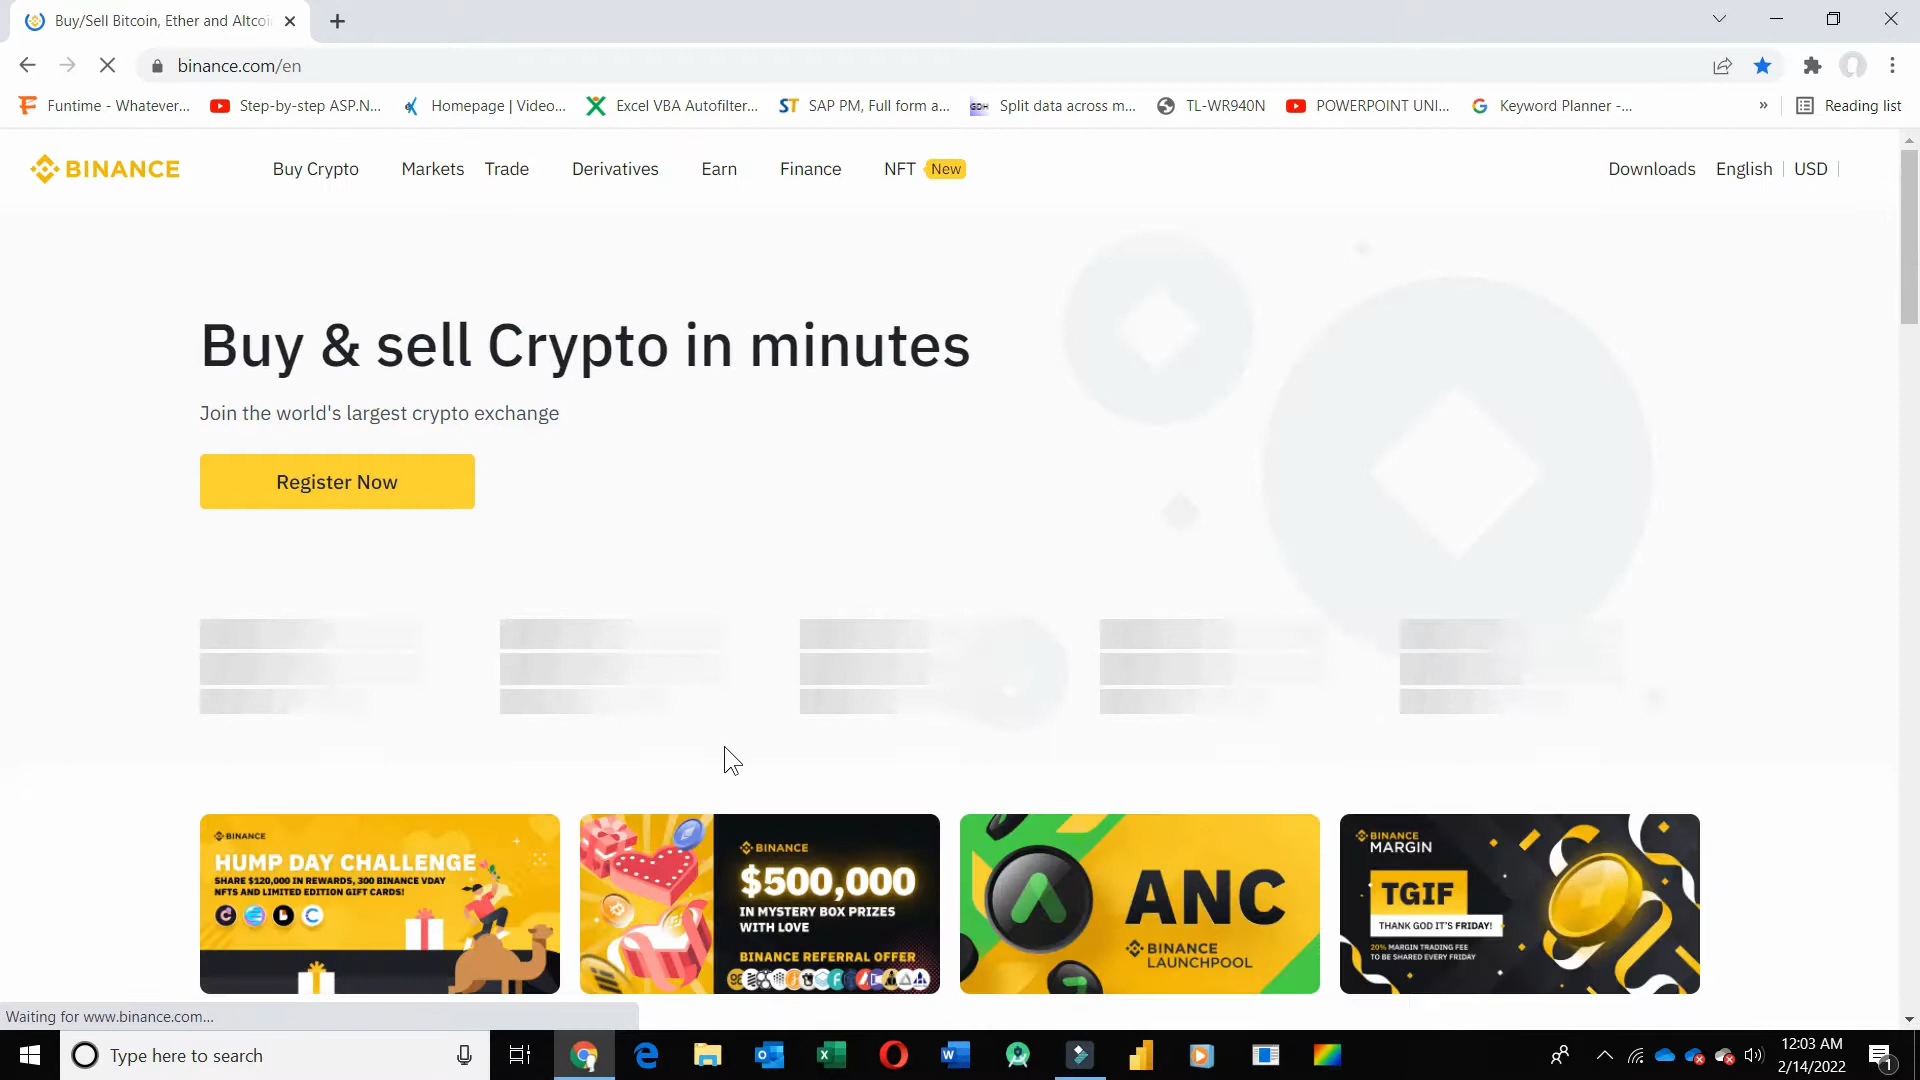 Buy/Sell Bitcoin, Ether and Altcoi
binance.com/en
Funtime - Whatever...
Step-by-step ASP.N...
Homepage | Video...
Excel VBA Autofilter...
SAP PM, Full form a...
Split data across m...
TL-WR940N
POWERPOINT UNI...
Keyword Planner -...
»
Reading list
BINANCE
Buy Crypto
Markets
Trade
Derivatives
Earn
Finance
NFT New
Downloads
English
USD
Buy & sell Crypto in minutes
Join the world's largest crypto exchange
Register Now
BINANCE
HUMP DAY CHALLENGE
SHARE $120,000 IN REWARDS, 300 BINANCE VDAY
NFTS AND LIMITED EDITION GIFT CARDS!
BINANCE
$500,000
IN MYSTERY BOX PRIZES
WITH LOVE
BINANCE REFERRAL OFFER
ANC
BINANCE
LAUNCHPOOL
BINANCE
MARGIN
TGIF
THANK GOD IT'S FRIDAY!
20% MARGIN TRADING FEE
TO BE SHARED EVERY FRIDAY
Waiting for www.binance.com...
Type here to search
12:03 AM
2/14/2022
1